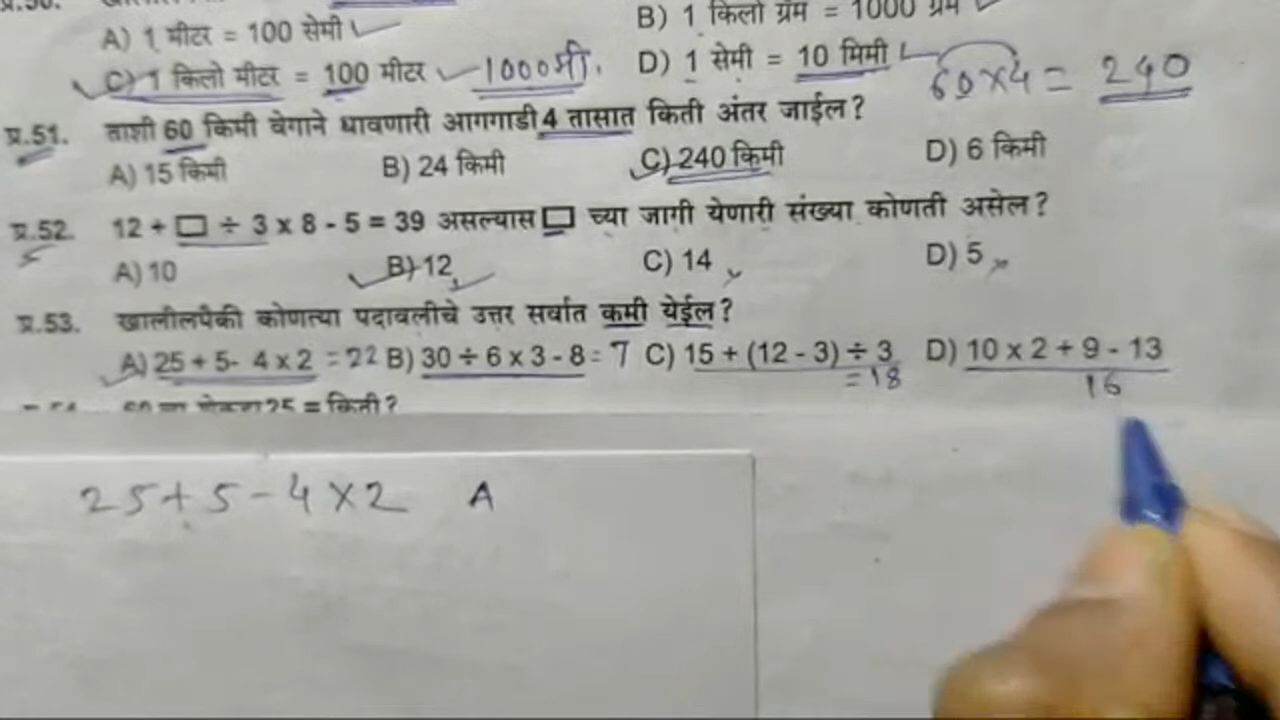 A) 1 मीटर = 100 सेमी B) 1 किलो ग्रॅम = 1000 ग्रॅम
C) 1 किलो मीटर = 100 मीटर 1000मी. D) 1 सेमी = 10 मिमी 60x4 = 240
प्र.51. ताशी 60 किमी वेगाने धावणारी आगगाडी 4 तासात किती अंतर जाईल?
A) 15 किमी B) 24 किमी C) 240 किमी D) 6 किमी
प्र.52. 12 + □ ÷ 3 x 8 - 5 = 39 असल्यास □ च्या जागी येणारी संख्या कोणती असेल?
A) 10 B) 12 C) 14 D) 5
प्र.53. खालीलपैकी कोणत्या पदावलीचे उत्तर सर्वात कमी येईल?
A) 25 + 5- 4 x 2 = 22 B) 30 ÷ 6 x 3 - 8 = 7 C) 15 + (12 - 3) ÷ 3 = 18 D) 10 x 2 + 9 - 13 16
25 = किती?
25+5-4x2 A